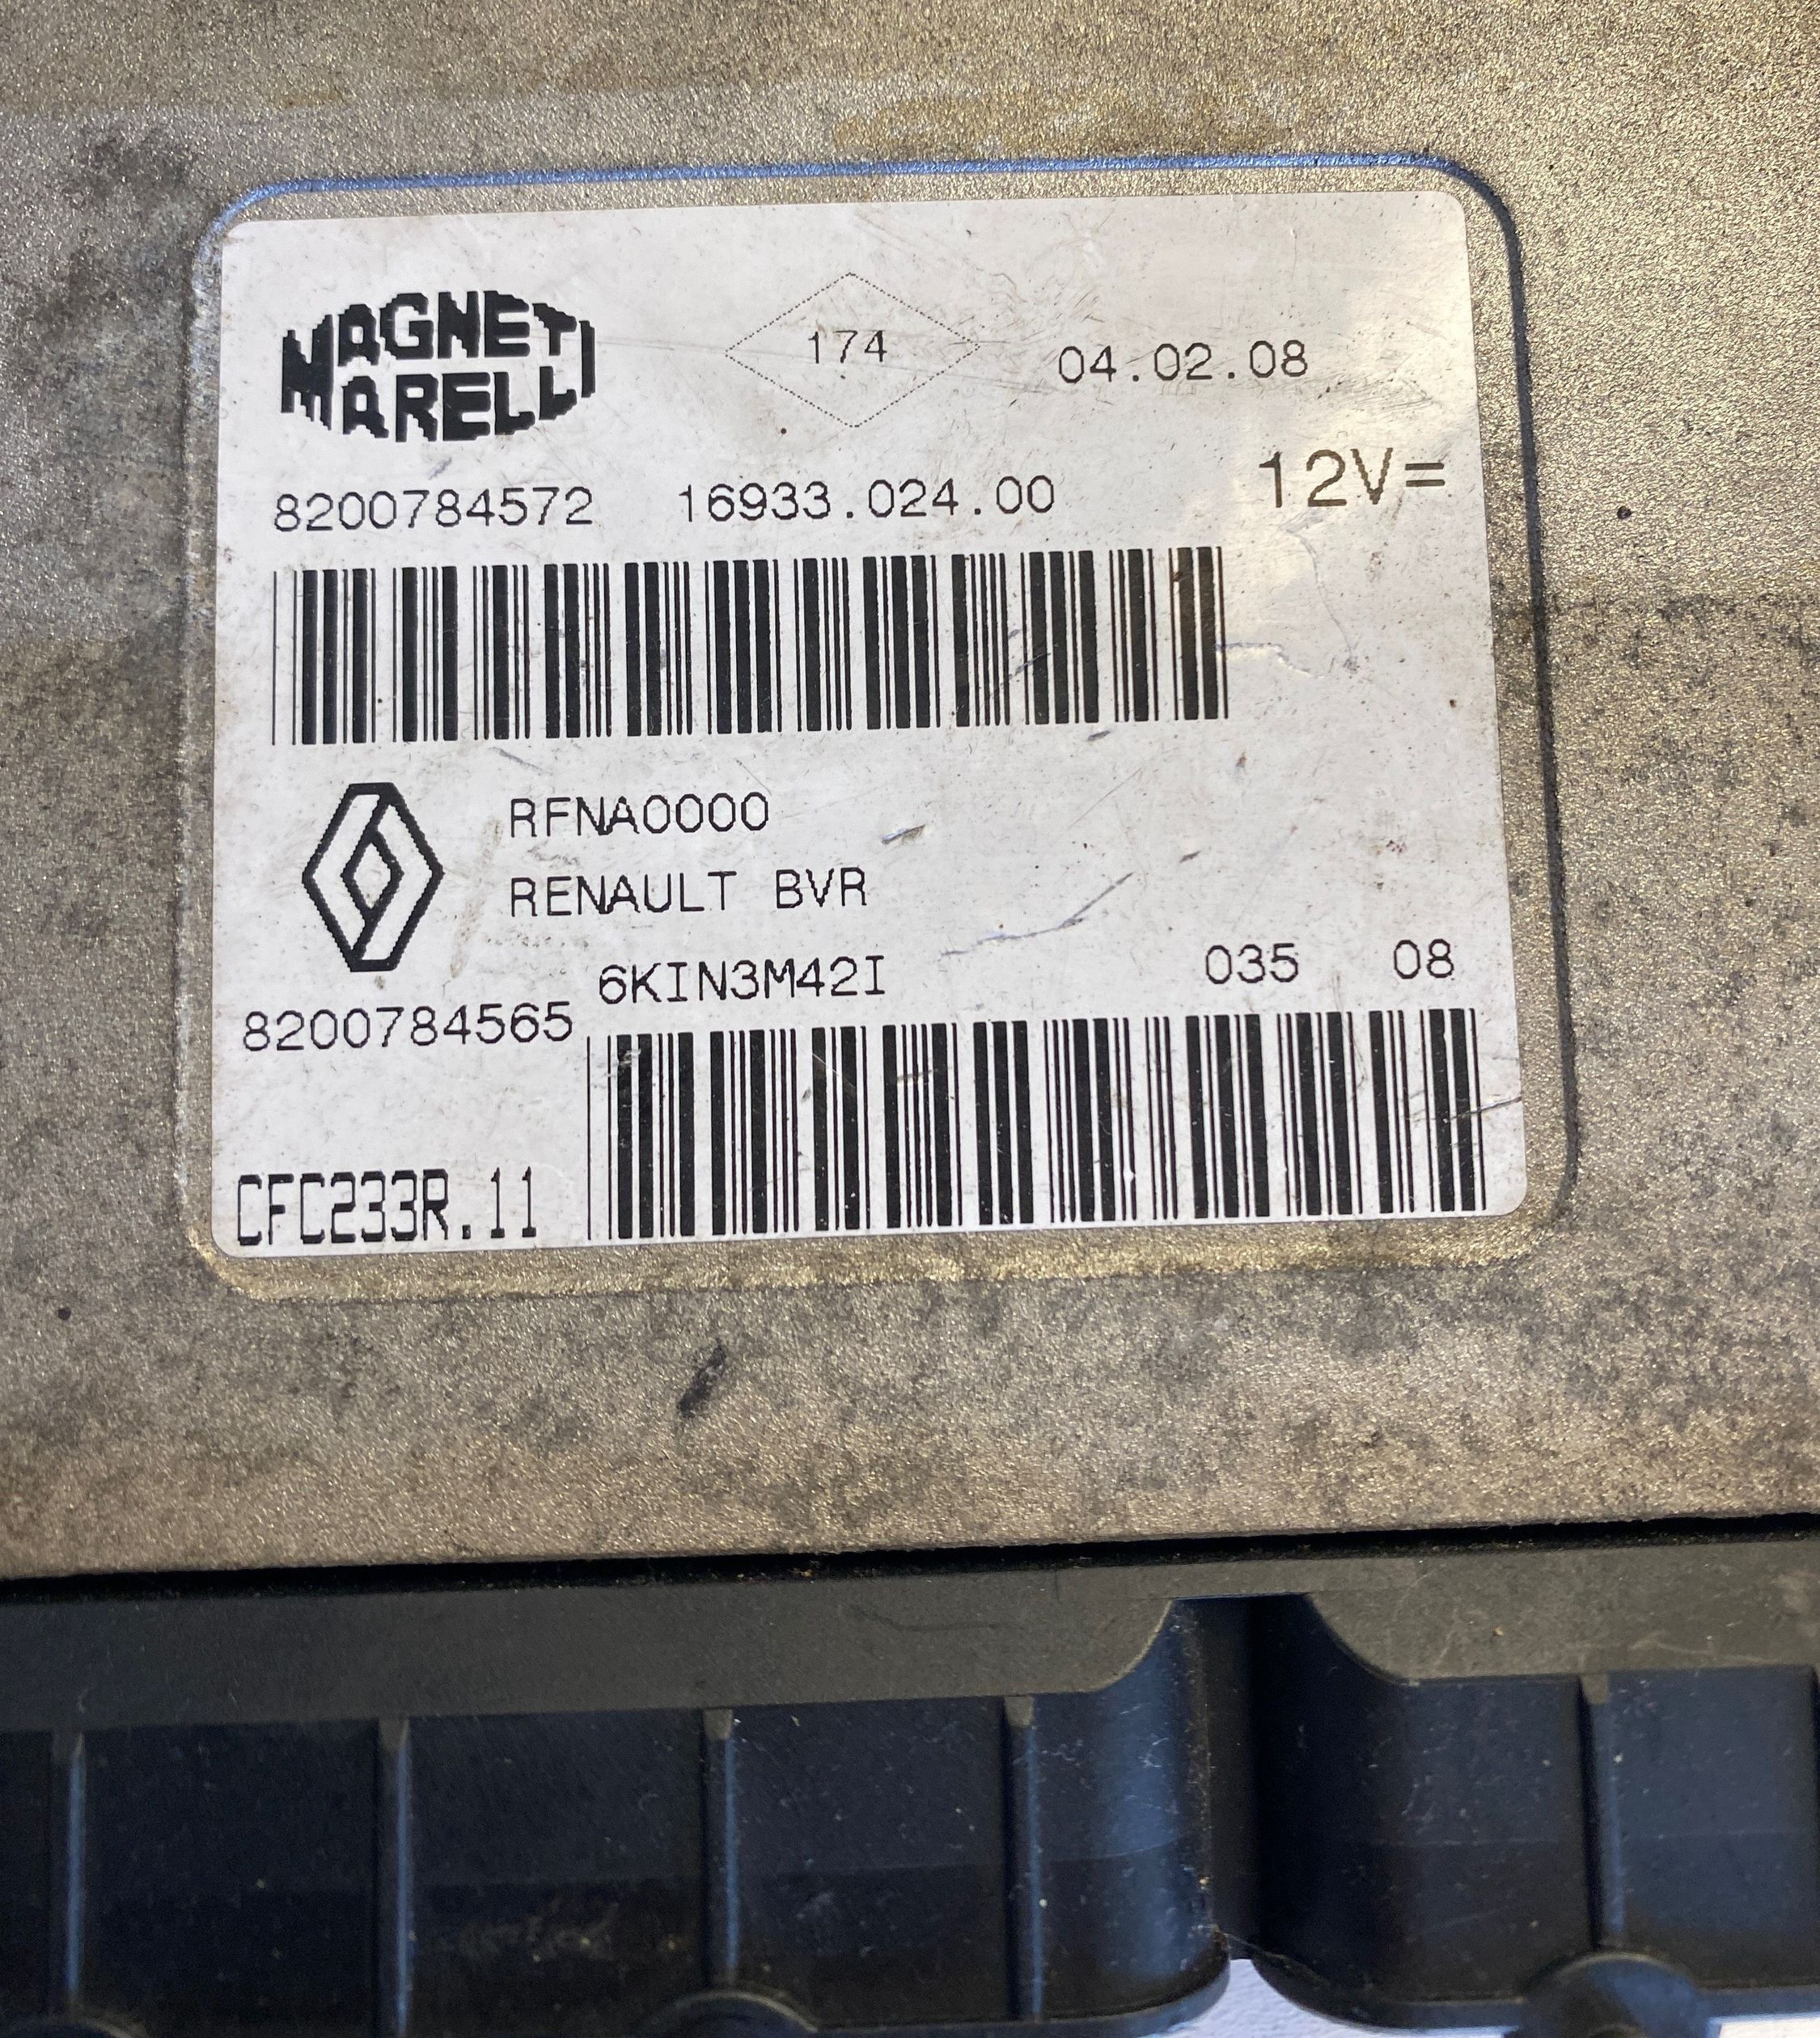 MAGNETI
MARELLI
174
04.02.08
8200784572 16933.024.00
12V=
RFNA0000
RENAULT BVR
6KIN3M42I 035 08
8200784565
CFC233R.11